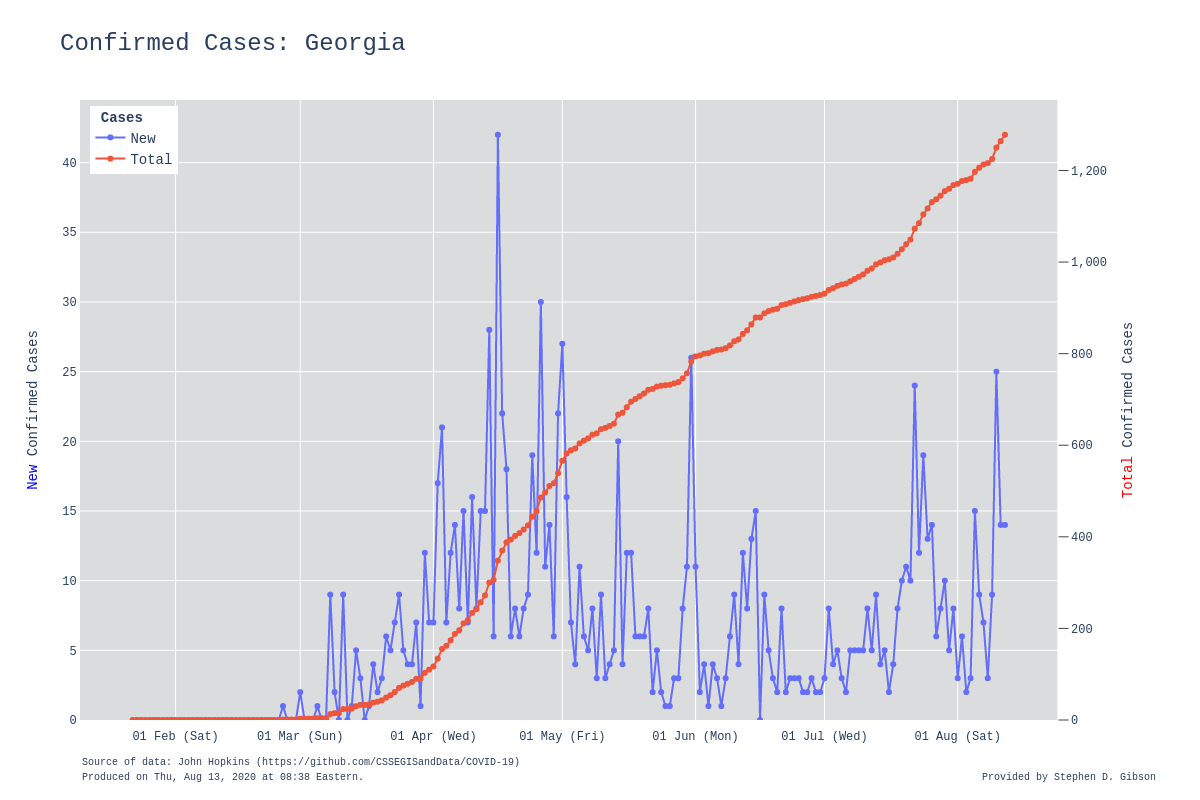 Confirmed Cases: Georgia
Cases
New
Total
40
35
30
25
20
15
10
5
0
1,200
1,000
800
600
400
200
0
New Confirmed Cases
Total Confirmed Cases
01 Feb (Sat)
01 Mar (Sun)
01 Apr (Wed)
01 May (Fri)
01 Jun (Mon)
01 Jul (Wed)
01 Aug (Sat)
Source of data: John Hopkins (https://github.com/CSSEGISandData/COVID-19)
Produced on Thu, Aug 13, 2020 at 08:38 Eastern.
Provided by Stephen D. Gibson